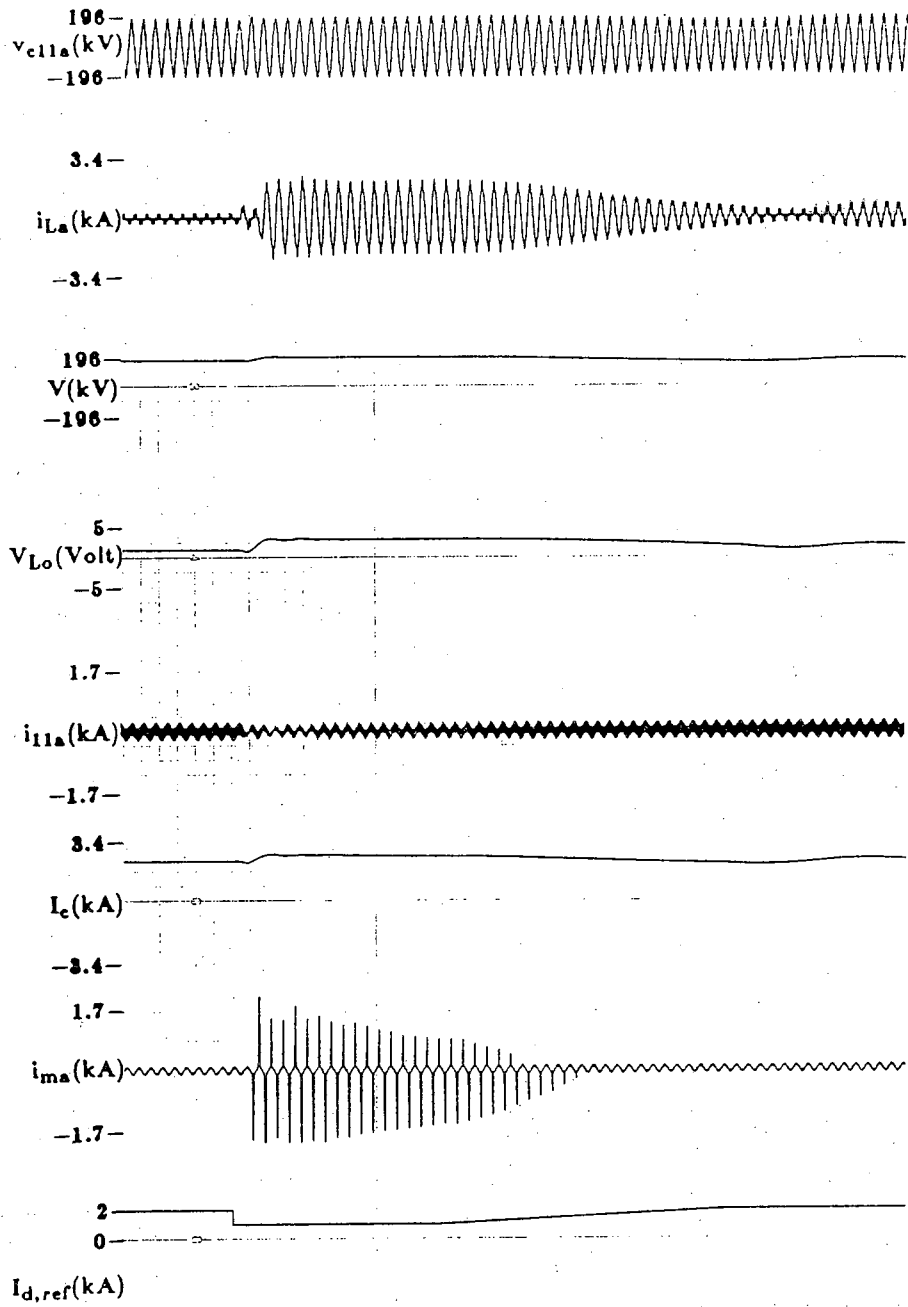 196
v_c11a(kV)
−196
3.4
i_La(kA)
−3.4
196
V(kV)
−196
5
V_Lo(Volt)
−5
1.7
i_11a(kA)
−1.7
3.4
I_c(kA)
−3.4
1.7
i_ma(kA)
−1.7
2
0
I_d,ref(kA)